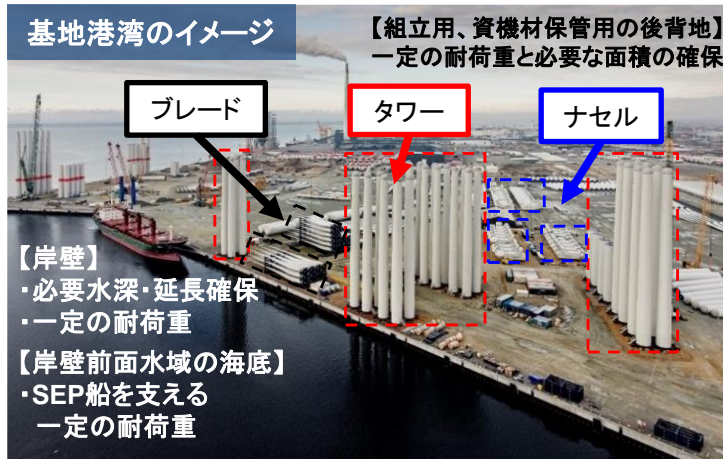 基地港湾のイメージ
【組立用、資機材保管用の後背地】
一定の耐荷重と必要な面積の確保
ブレード
タワー
ナセル
【岸壁】
・必要水深・延長確保
・一定の耐荷重
【岸壁前面水域の海底】
・SEP船を支える
一定の耐荷重